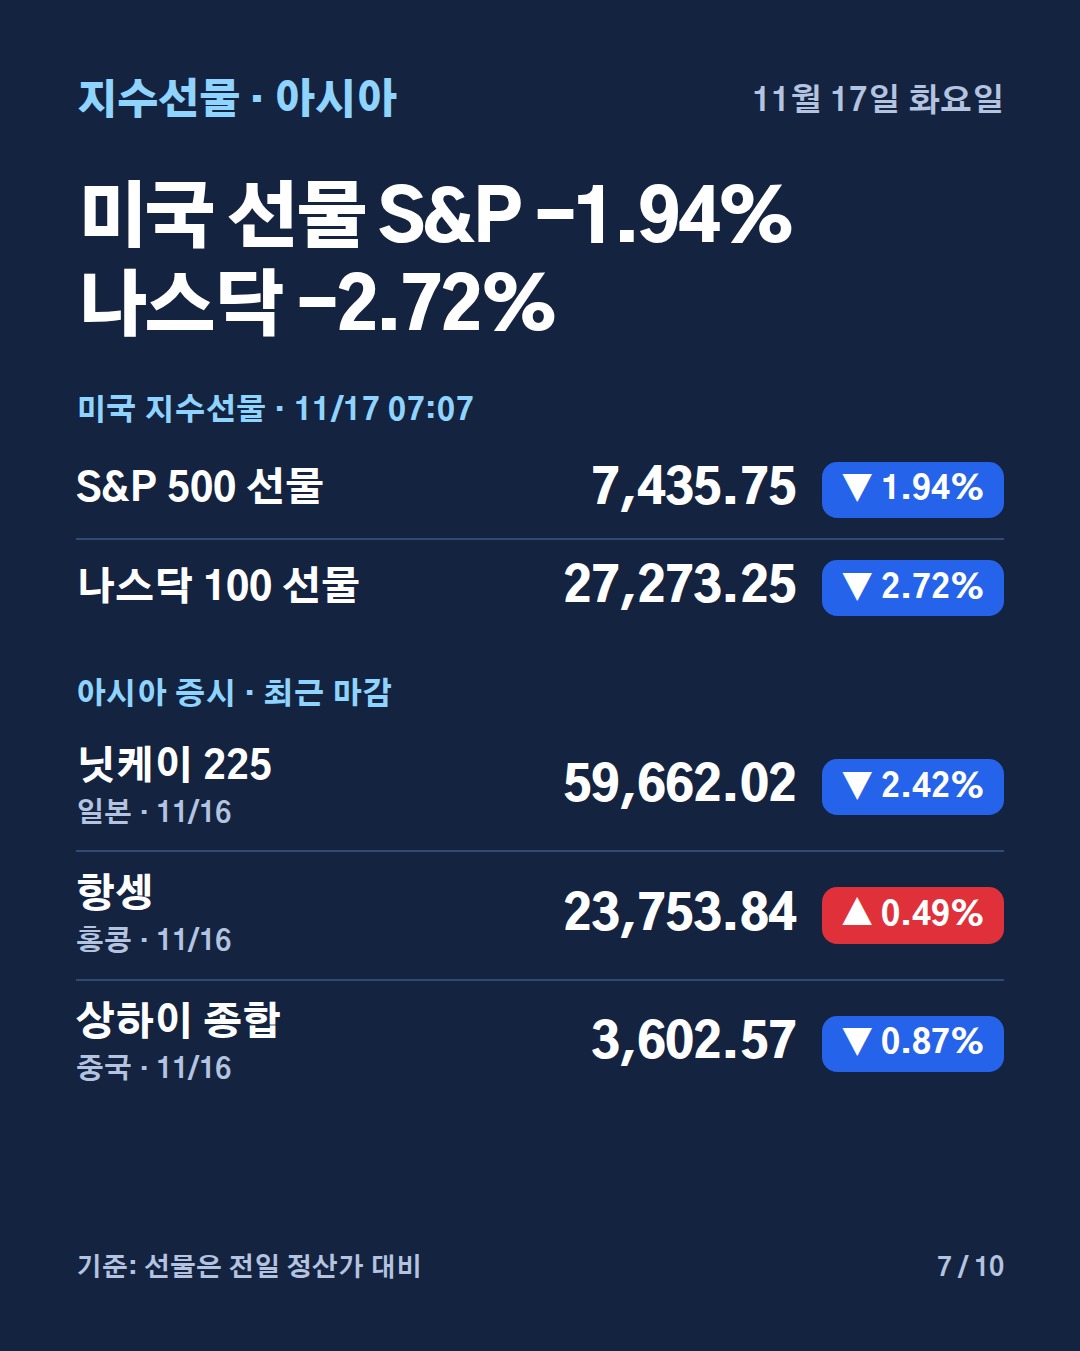 지수선물 · 아시아
11월 17일 화요일
미국 선물 S&P −1.94%
나스닥 −2.72%
미국 지수선물 · 11/17 07:07
S&P 500 선물 7,435.75 ▼ 1.94%
나스닥 100 선물 27,273.25 ▼ 2.72%
아시아 증시 · 최근 마감
닛케이 225
일본 · 11/16
59,662.02 ▼ 2.42%
항셍
홍콩 · 11/16
23,753.84 ▲ 0.49%
상하이 종합
중국 · 11/16
3,602.57 ▼ 0.87%
기준: 선물은 전일 정산가 대비
7 / 10